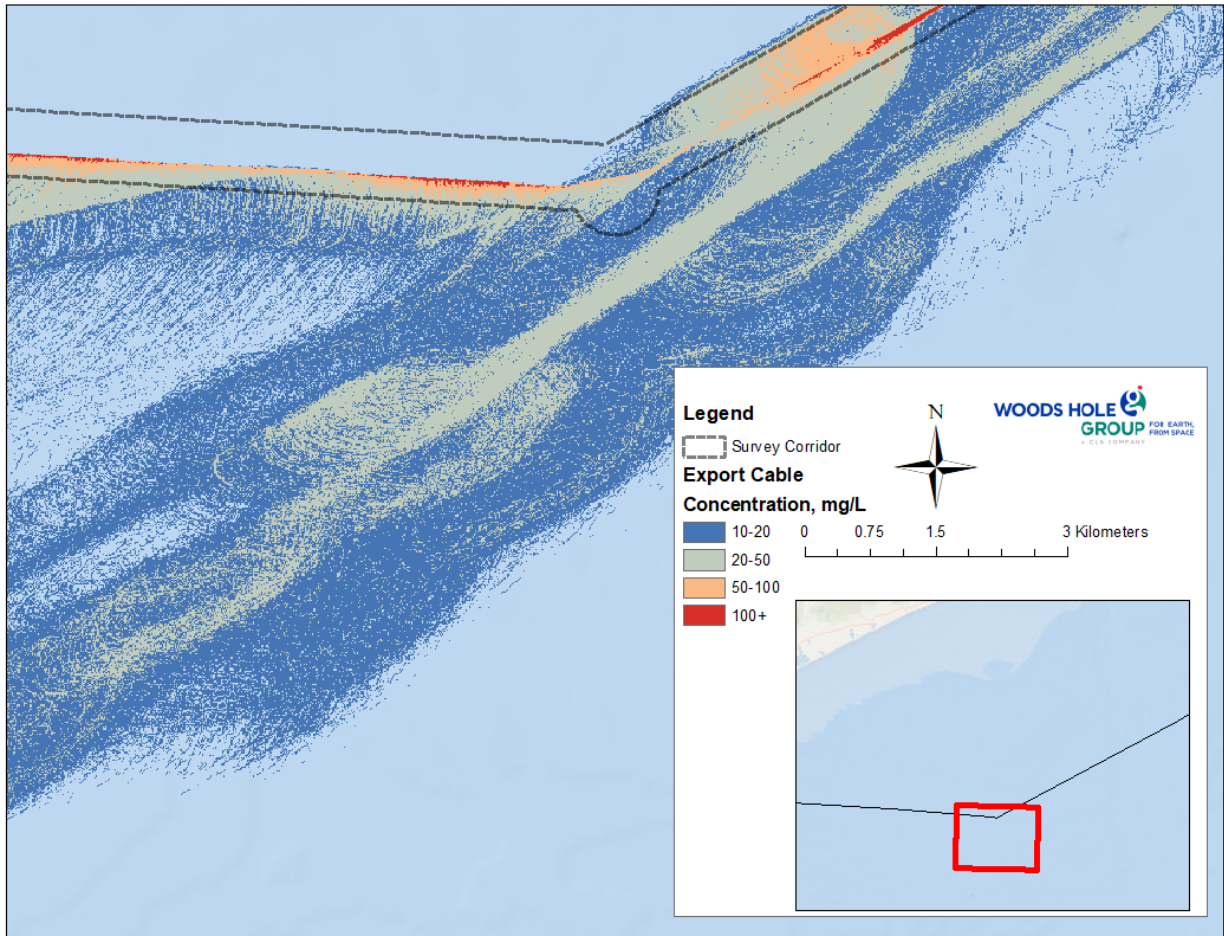 Legend
Survey Corridor
Export Cable
Concentration, mg/L
10-20
20-50
50-100
100+
N
0 0.75 1.5 3 Kilometers
WOODS HOLE
GROUP FOR EARTH,
FROM SPACE
A CLS COMPANY